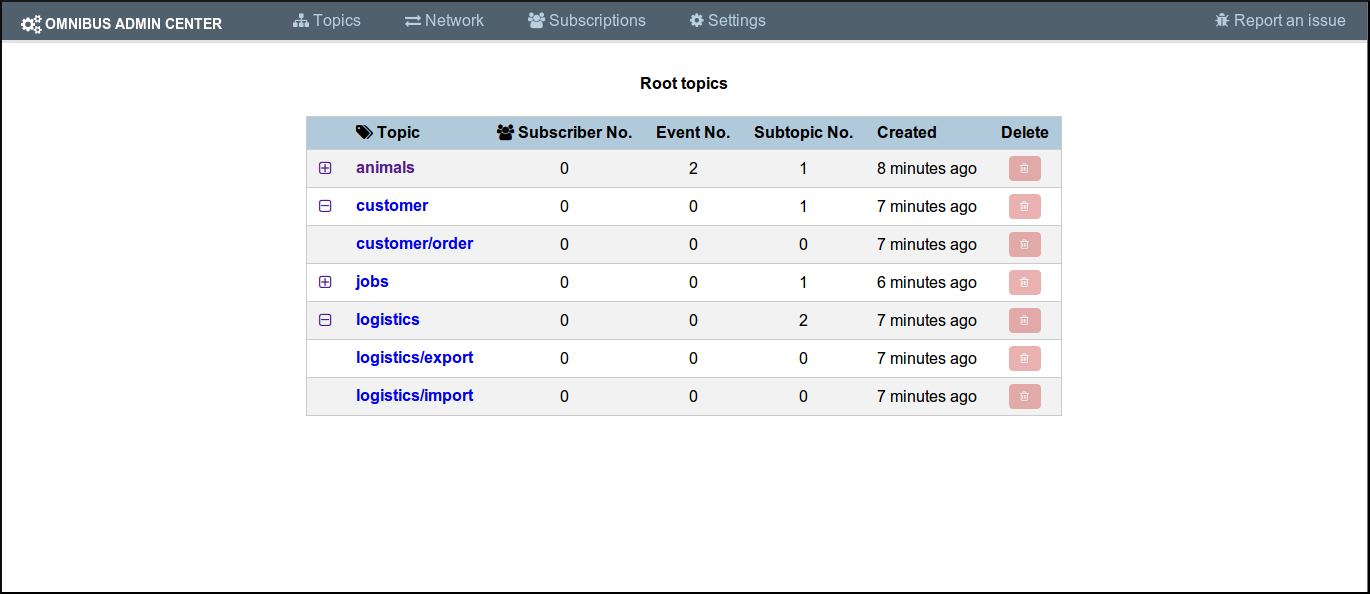 OMNIBUS ADMIN CENTER Topics Network Subscriptions Settings Report an issue
Root topics
Topic Subscriber No. Event No. Subtopic No. Created Delete
animals 0 2 1 8 minutes ago
customer 0 0 1 7 minutes ago
customer/order 0 0 0 7 minutes ago
jobs 0 0 1 6 minutes ago
logistics 0 0 2 7 minutes ago
logistics/export 0 0 0 7 minutes ago
logistics/import 0 0 0 7 minutes ago